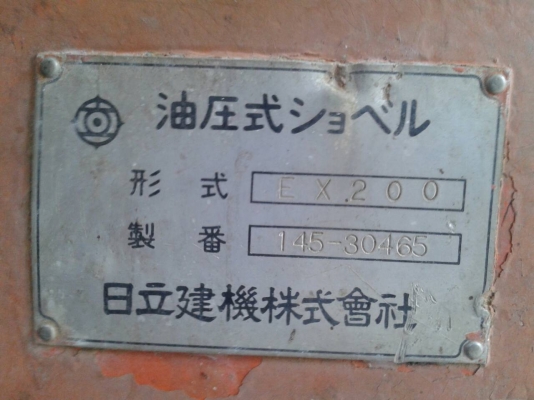 油圧式ショベル
形式 EX200
製番 145-30465
日立建機株式會社